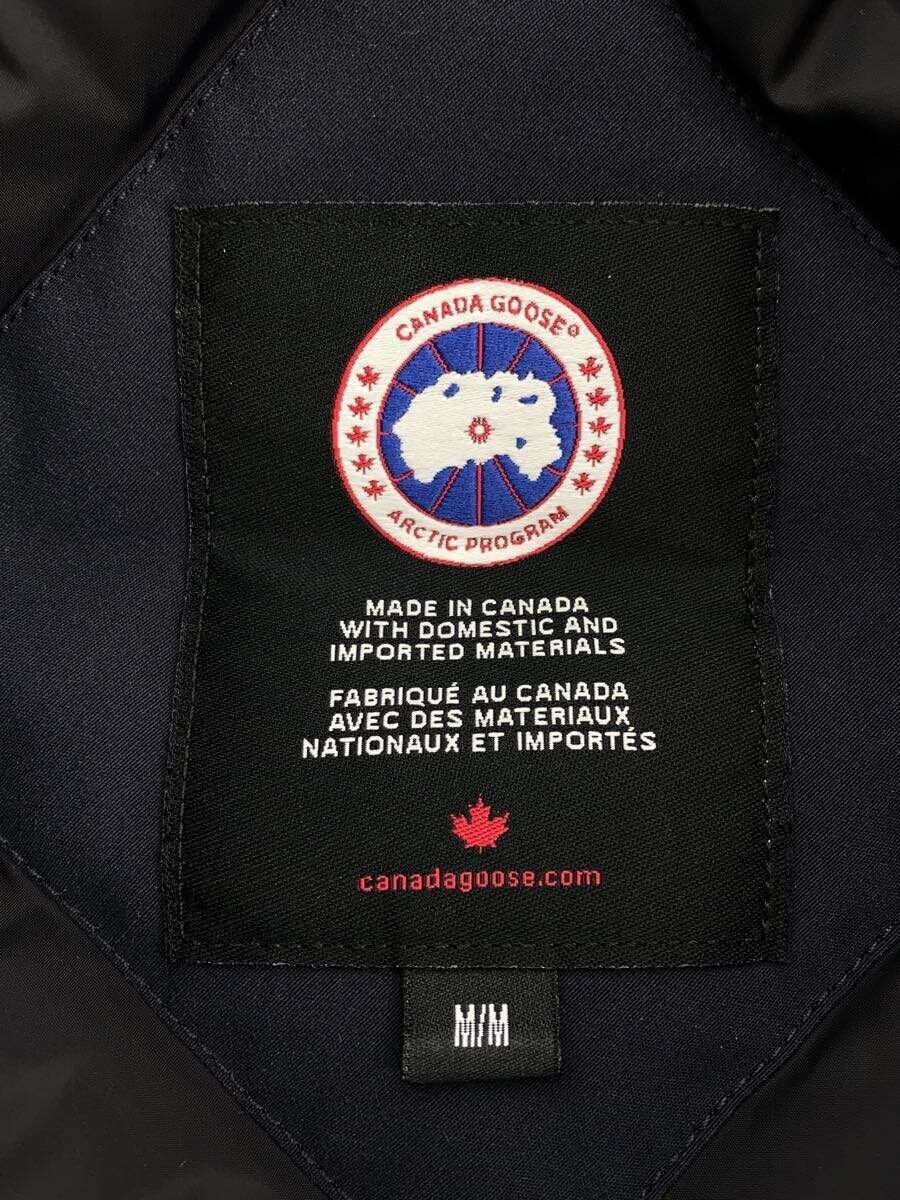 CANADA GOOSE®
ARCTIC PROGRAM
MADE IN CANADA
WITH DOMESTIC AND
IMPORTED MATERIALS
FABRIQUÉ AU CANADA
AVEC DES MATERIAUX
NATIONAUX ET IMPORTÉS
canadagoose.com
M/M